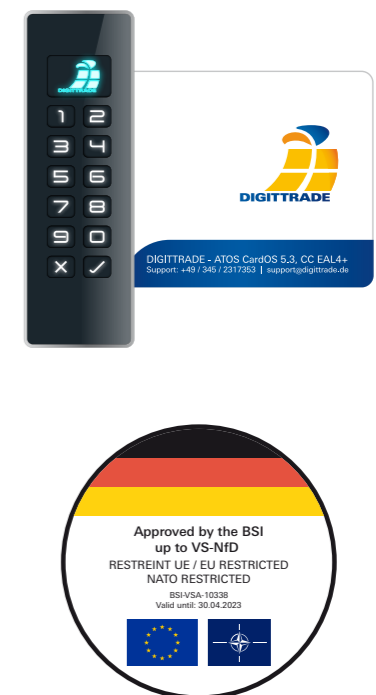 DIGITTRADE
1 2
3 4
5 6
7 8
9 0
DIGITTRADE
DIGITTRADE - ATOS CardOS 5.3, CC EAL4+
Support: +49 / 345 / 2317353 | support@digittrade.de
Approved by the BSI
up to VS-NfD
RESTREINT UE / EU RESTRICTED
NATO RESTRICTED
BSI-VSA-10338
Valid until: 30.04.2023